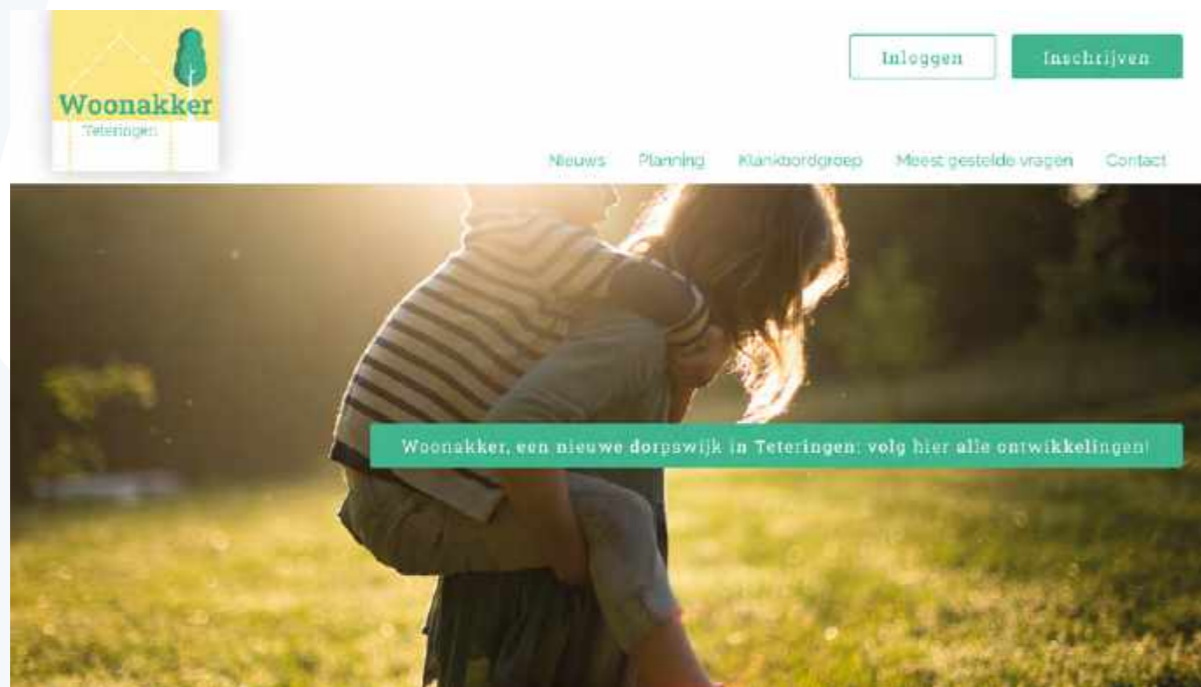 Woonakker
Teteringen
Inloggen
Inschrijven
Nieuws
Planning
Klankbordgroep
Meest gestelde vragen
Contact
Woonakker, een nieuwe dorpswijk in Teteringen: volg hier alle ontwikkelingen!